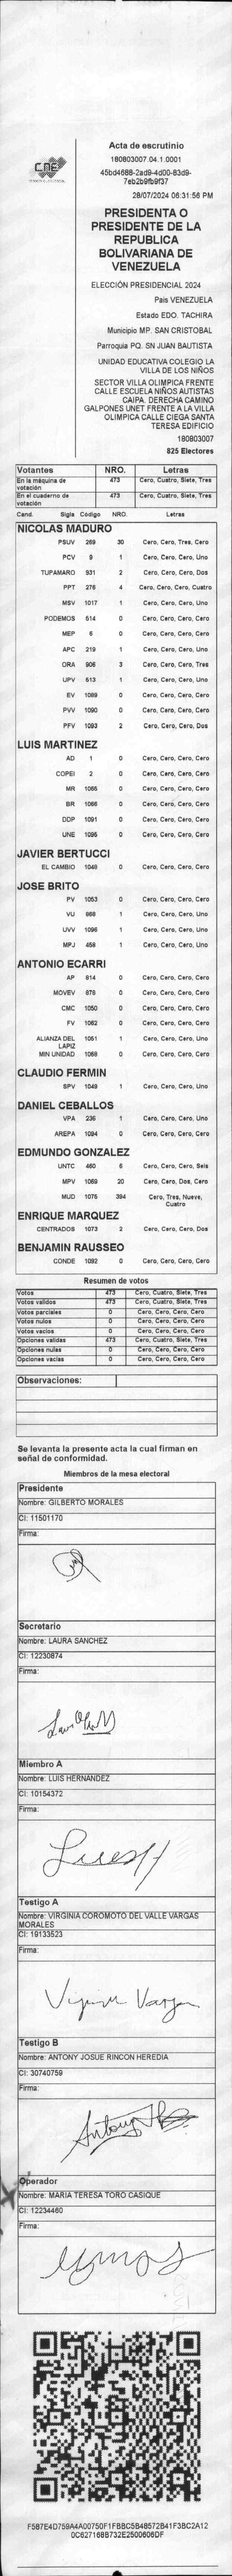 CNE
Acta de escrutinio
180803007.04.1.0001
45bd4688-2ad9-4d00-83d9-
7eb2b9fb9f37
28/07/2024 06:31:56 PM
PRESIDENTA O
PRESIDENTE DE LA
REPUBLICA
BOLIVARIANA DE
VENEZUELA
ELECCIÓN PRESIDENCIAL 2024
Pais VENEZUELA
Estado EDO. TACHIRA
Municipio MP. SAN CRISTOBAL
Parroquia PQ. SN JUAN BAUTISTA
UNIDAD EDUCATIVA COLEGIO LA
VILLA DE LOS NIÑOS
SECTOR VILLA OLIMPICA FRENTE
CALLE ESCUELA NIÑOS AUTISTAS
CAIPA. DERECHA CAMINO
GALPONES UNET FRENTE A LA VILLA
OLIMPICA CALLE CIEGA SANTA
TERESA EDIFICIO
180803007
825 Electores
Votantes NRO. Letras
En la máquina de votación 473 Cero, Cuatro, Siete, Tres
En el cuaderno de votación 473 Cero, Cuatro, Siete, Tres
Cand. Sigla Código NRO. Letras
NICOLAS MADURO
PSUV 269 30 Cero, Cero, Tres, Cero
PCV 9 1 Cero, Cero, Cero, Uno
TUPAMARO 931 2 Cero, Cero, Cero, Dos
PPT 276 4 Cero, Cero, Cero, Cuatro
MSV 1017 1 Cero, Cero, Cero, Uno
PODEMOS 514 0 Cero, Cero, Cero, Cero
MEP 6 0 Cero, Cero, Cero, Cero
APC 219 1 Cero, Cero, Cero, Uno
ORA 906 3 Cero, Cero, Cero, Tres
UPV 613 1 Cero, Cero, Cero, Uno
EV 1089 0 Cero, Cero, Cero, Cero
PVV 1090 0 Cero, Cero, Cero, Cero
PFV 1093 2 Cero, Cero, Cero, Dos
LUIS MARTINEZ
AD 1 0 Cero, Cero, Cero, Cero
COPEI 2 0 Cero, Cero, Cero, Cero
MR 1065 0 Cero, Cero, Cero, Cero
BR 1066 0 Cero, Cero, Cero, Cero
DDP 1091 0 Cero, Cero, Cero, Cero
UNE 1095 0 Cero, Cero, Cero, Cero
JAVIER BERTUCCI
EL CAMBIO 1046 0 Cero, Cero, Cero, Cero
JOSE BRITO
PV 1053 0 Cero, Cero, Cero, Cero
VU 868 1 Cero, Cero, Cero, Uno
UVV 1096 1 Cero, Cero, Cero, Uno
MPJ 458 1 Cero, Cero, Cero, Uno
ANTONIO ECARRI
AP 814 0 Cero, Cero, Cero, Cero
MOVEV 878 0 Cero, Cero, Cero, Cero
CMC 1050 0 Cero, Cero, Cero, Cero
FV 1062 0 Cero, Cero, Cero, Cero
ALIANZA DEL LAPIZ 1051 1 Cero, Cero, Cero, Uno
MIN UNIDAD 1068 0 Cero, Cero, Cero, Cero
CLAUDIO FERMIN
SPV 1049 1 Cero, Cero, Cero, Uno
DANIEL CEBALLOS
VPA 236 1 Cero, Cero, Cero, Uno
AREPA 1094 0 Cero, Cero, Cero, Cero
EDMUNDO GONZALEZ
UNTC 460 6 Cero, Cero, Cero, Seis
MPV 1069 20 Cero, Cero, Dos, Cero
MUD 1075 394 Cero, Tres, Nueve,
Cuatro
ENRIQUE MARQUEZ
CENTRADOS 1073 2 Cero, Cero, Cero, Dos
BENJAMIN RAUSSEO
CONDE 1092 0 Cero, Cero, Cero, Cero
Resumen de votos
Votos 473 Cero, Cuatro, Siete, Tres
Votos validos 473 Cero, Cuatro, Siete, Tres
Votos parciales 0 Cero, Cero, Cero, Cero
Votos nulos 0 Cero, Cero, Cero, Cero
Votos vacios 0 Cero, Cero, Cero, Cero
Opciones validas 473 Cero, Cuatro, Siete, Tres
Opciones nulas 0 Cero, Cero, Cero, Cero
Opciones vacias 0 Cero, Cero, Cero, Cero
Observaciones:
Se levanta la presente acta la cual firman en
señal de conformidad.
Miembros de la mesa electoral
Presidente
Nombre: GILBERTO MORALES
CI: 11501170
Firma:
Secretario
Nombre: LAURA SANCHEZ
CI: 12230874
Firma:
Miembro A
Nombre: LUIS HERNANDEZ
CI: 10154372
Firma:
Testigo A
Nombre: VIRGINIA COROMOTO DEL VALLE VARGAS
MORALES
CI: 19133523
Firma:
Testigo B
Nombre: ANTONY JOSUE RINCON HEREDIA
CI: 30740759
Firma:
Antony
Operador
Nombre: MARIA TERESA TORO CASIQUE
CI: 12234460
Firma:
F587E4D759A4A00750F1FBBC5B48572B41F3BC2A12
0C627168B732E2500606DF